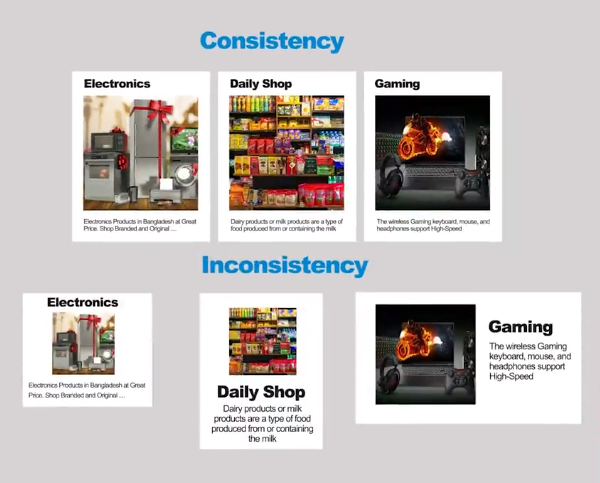 Consistency
Electronics
Electronics Products in Bangladesh at Great
Price. Shop Branded and Original ...
Daily Shop
Dairy products or milk products are a type of
food produced from or containing the milk
Gaming
The wireless Gaming keyboard, mouse, and
headphones support High-Speed
Inconsistency
Electronics
Electronics Products in Bangladesh at Great
Price. Shop Branded and Original ....
Daily Shop
Dairy products or milk
products are a type of food
produced from or containing
the milk
Gaming
The wireless Gaming
keyboard, mouse, and
headphones support
High-Speed